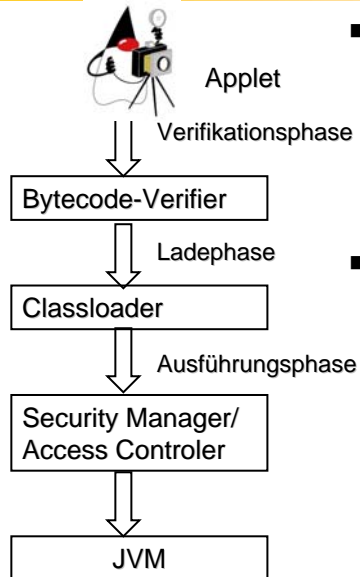 Applet
Verifikationsphase
Bytecode-Verifier
Ladephase
Classloader
Ausführungsphase
Security Manager/
Access Controler
JVM